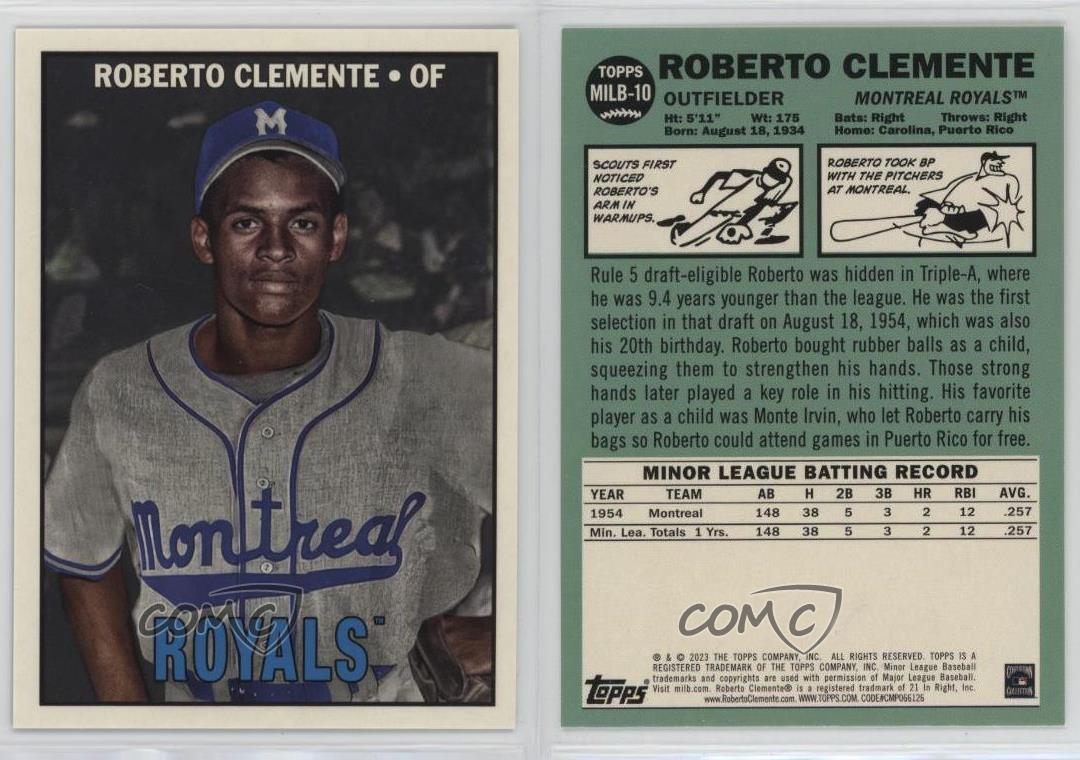 ROBERTO CLEMENTE • OF
M
Montreal
COMC
ROYALS™
TOPPS
MILB-10
ROBERTO CLEMENTE
OUTFIELDER
MONTREAL ROYALS™
Ht: 5'11" Wt: 175
Bats: Right Throws: Right
Born: August 18, 1934
Home: Carolina, Puerto Rico
SCOUTS FIRST
NOTICED
ROBERTO'S
ARM IN
WARMUPS.
ROBERTO TOOK BP
WITH THE PITCHERS
AT MONTREAL.
Rule 5 draft-eligible Roberto was hidden in Triple-A, where
he was 9.4 years younger than the league. He was the first
selection in that draft on August 18, 1954, which was also
his 20th birthday. Roberto bought rubber balls as a child,
squeezing them to strengthen his hands. Those strong
hands later played a key role in his hitting. His favorite
player as a child was Monte Irvin, who let Roberto carry his
bags so Roberto could attend games in Puerto Rico for free.
MINOR LEAGUE BATTING RECORD
YEAR TEAM AB H 2B 3B HR RBI AVG.
1954 Montreal 148 38 5 3 2 12 .257
Min. Lea. Totals 1 Yrs. 148 38 5 3 2 12 .257
COMC
® & © 2023 THE TOPPS COMPANY, INC. ALL RIGHTS RESERVED. TOPPS IS A
REGISTERED TRADEMARK OF THE TOPPS COMPANY, INC. Minor League Baseball
trademarks and copyrights are used with permission of Major League Baseball.
Visit milb.com. Roberto Clemente® is a registered trademark of 21 In Right, Inc.
www.RobertoClemente.com. WWW.TOPPS.COM. CODE#CMP066126
Topps
COOPERSTOWN
COLLECTION